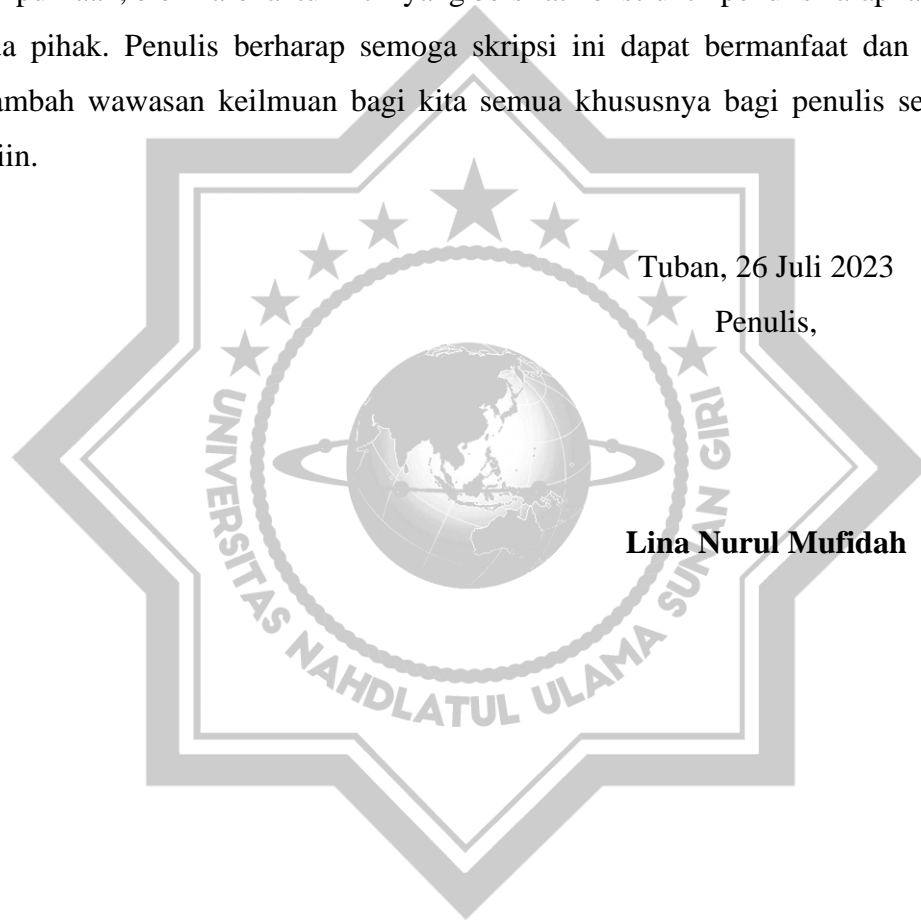 a pihak. Penulis berharap semoga skripsi ini dapat bermanfaat dan
ambah wawasan keilmuan bagi kita semua khususnya bagi penulis se
iin.
Tuban, 26 Juli 2023
Penulis,
Lina Nurul Mufidah
UNIVERSITAS NAHDLATUL ULAMA SUNAN GIRI